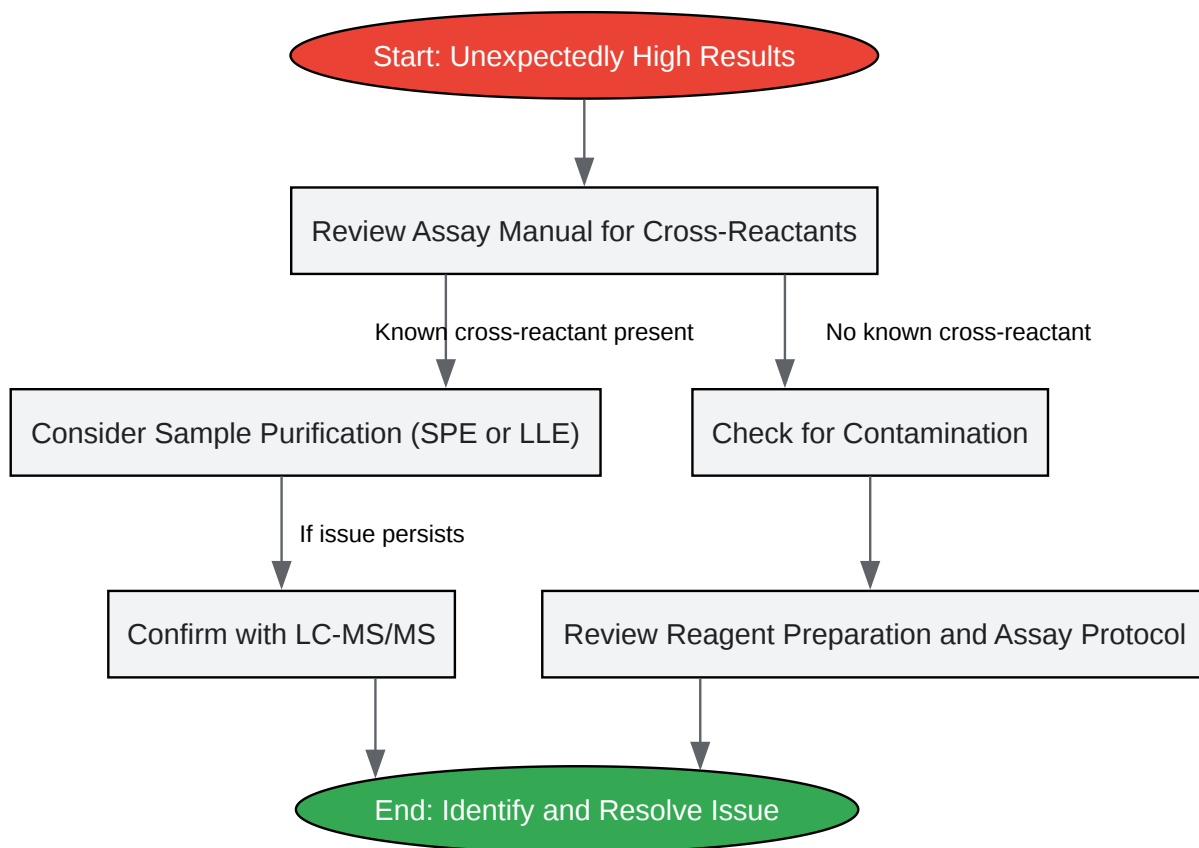 Start: Unexpectedly High Results
Review Assay Manual for Cross-Reactants
Known cross-reactant present
No known cross-reactant
Consider Sample Purification (SPE or LLE)
Check for Contamination
If issue persists
Confirm with LC-MS/MS
Review Reagent Preparation and Assay Protocol
End: Identify and Resolve Issue